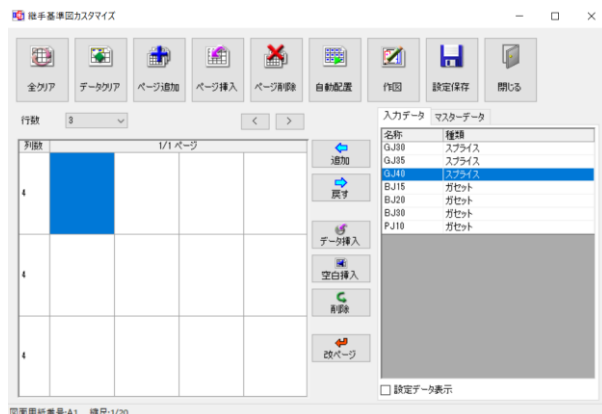 継手基準図カスタマイズ
全クリア データクリア ページ追加 ページ挿入 ページ削除 自動配置 作図 設定保存 閉じる
行数 3 < >
入力データ マスターデータ
列数 1/1 ページ
名称 種類
GJ30 スプライス
GJ35 スプライス
GJ40 スプライス
BJ15 ガセット
BJ20 ガセット
BJ30 ガセット
PJ10 ガセット
追加
戻す
4
データ挿入
空白挿入
4
削除
改ページ
4
設定データ表示
図面用紙番号:A1 縮尺:1/20